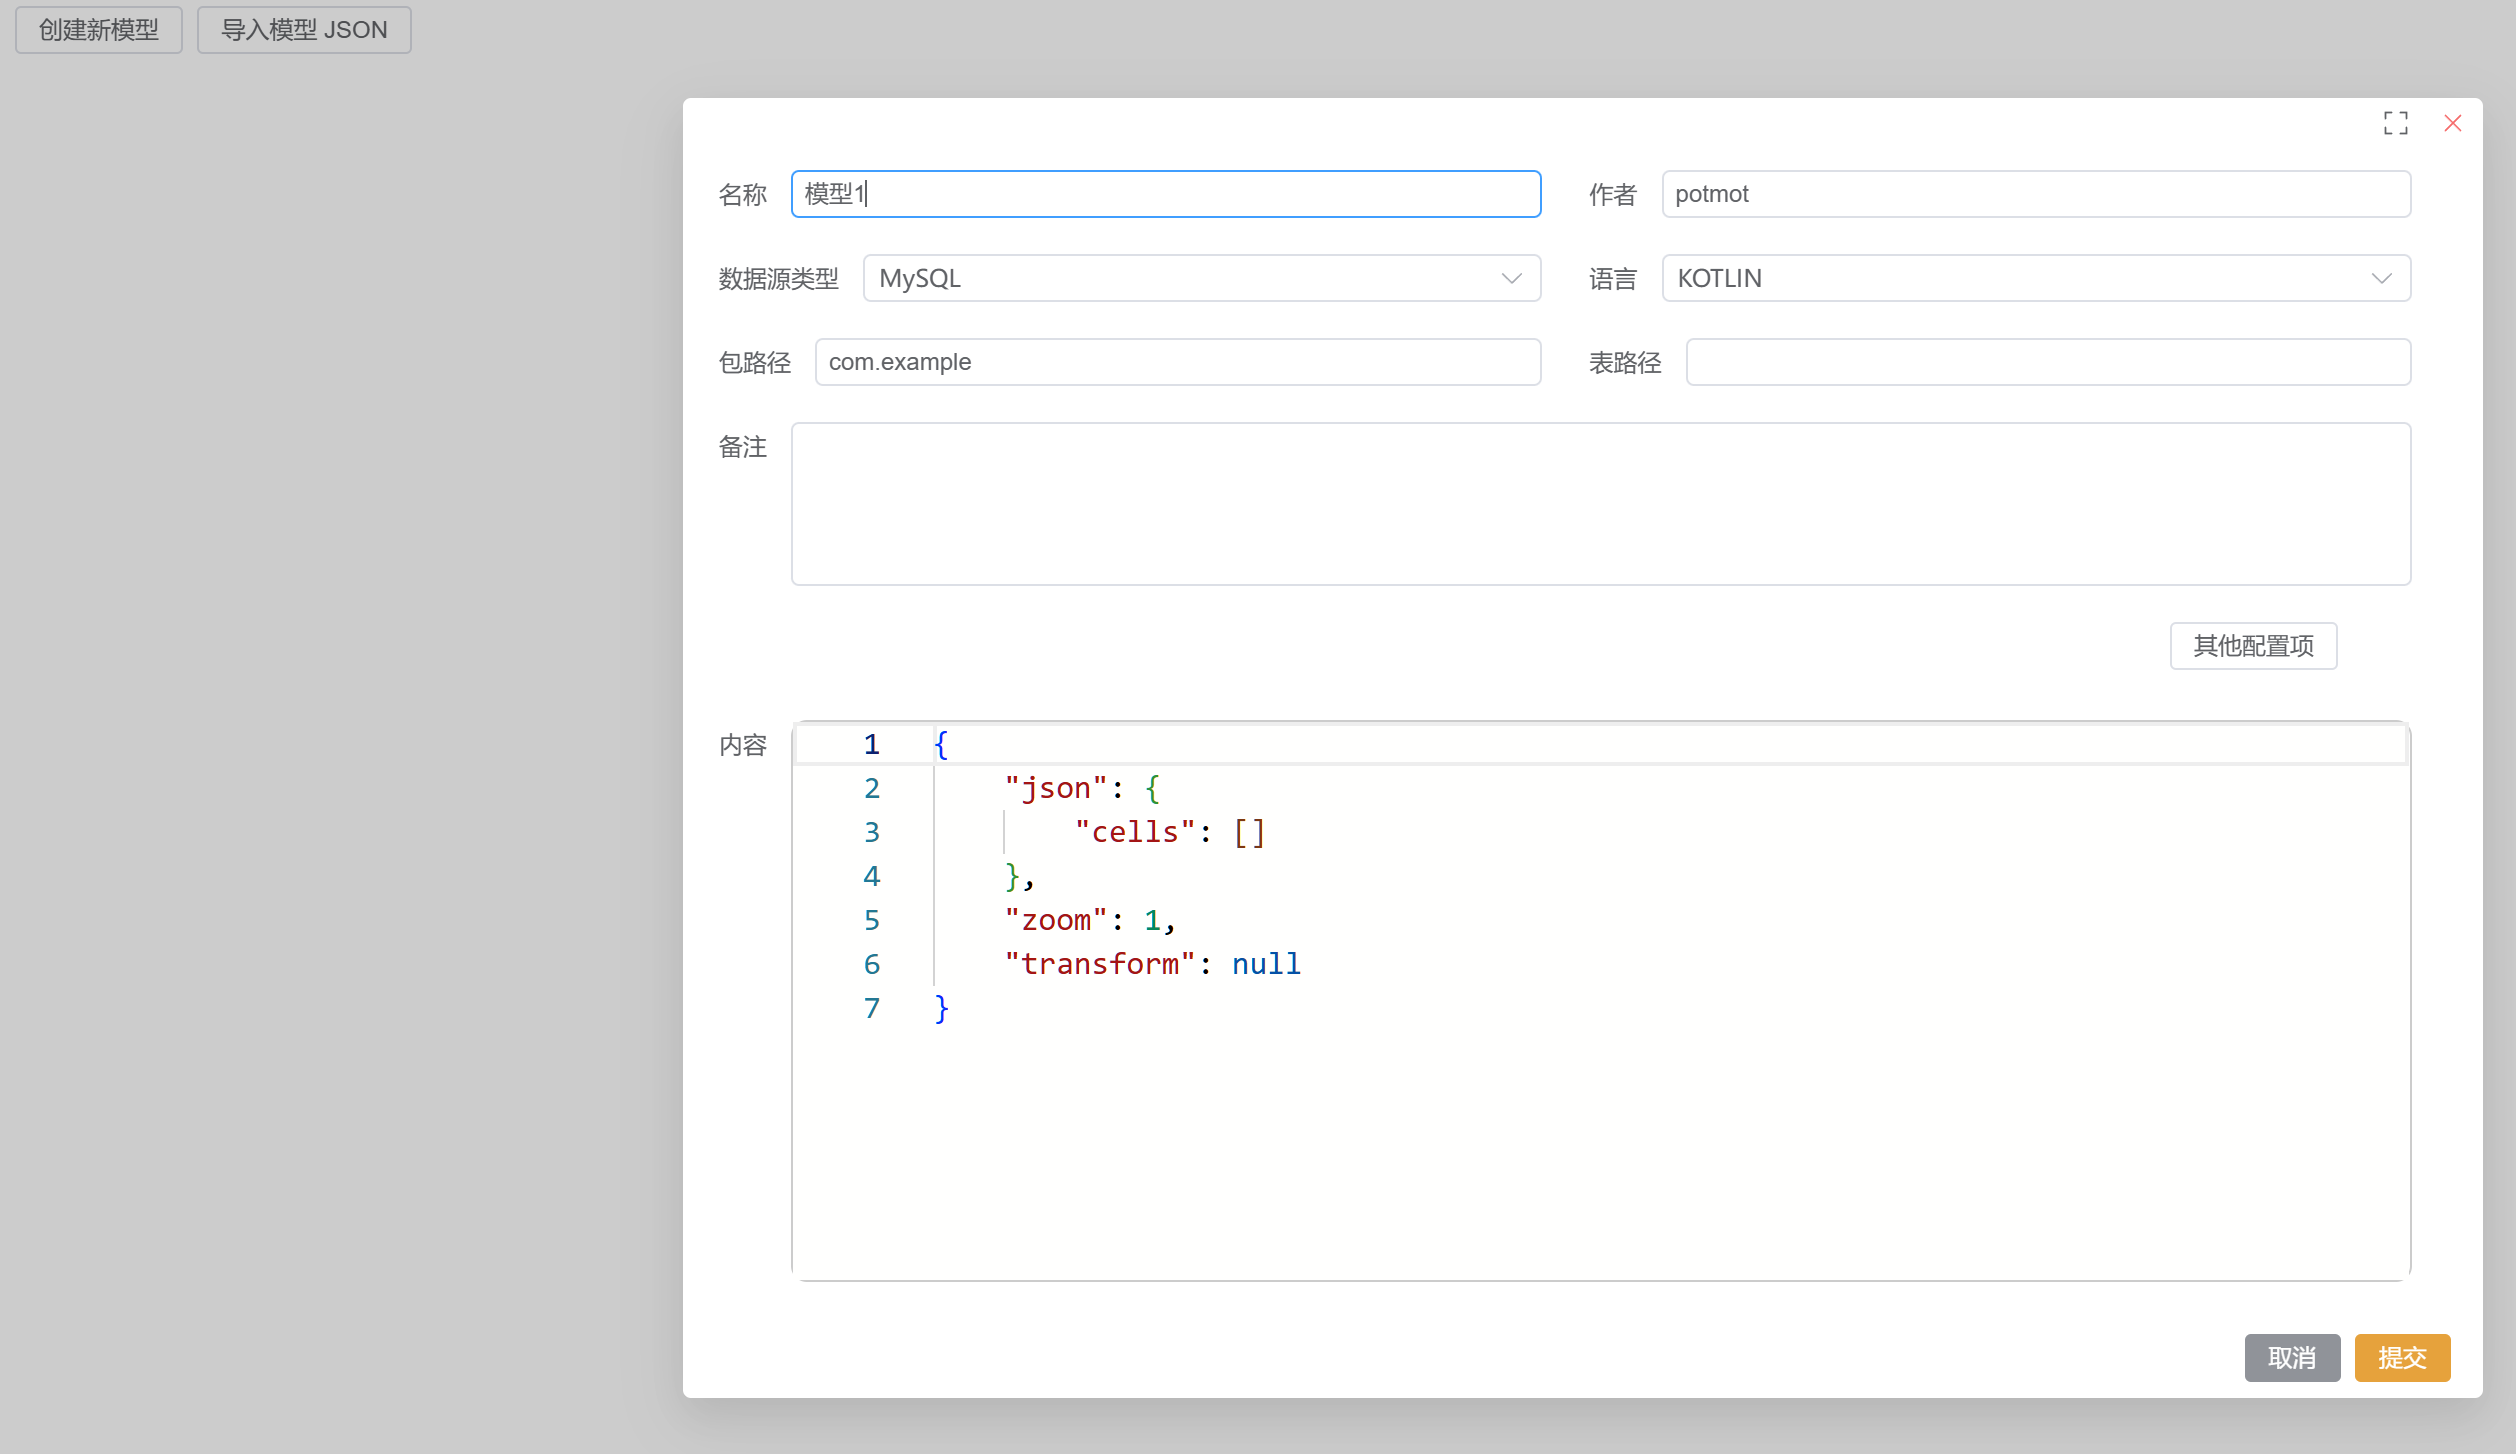 创建新模型 导入模型 JSON
名称 模型1 作者 potmot
数据源类型 MySQL 语言 KOTLIN
包路径 com.example 表路径
备注
其他配置项
内容
1 {
2 "json": {
3 "cells": []
4 },
5 "zoom": 1,
6 "transform": null
7 }
取消 提交